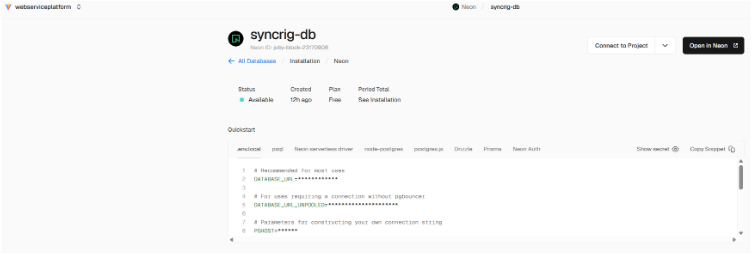 webserviceplatform
Neon / syncrig-db
syncrig-db
Neon ID: jolly-block-23170808
Connect to Project
Open in Neon
← All Databases / Installation / Neon
Status Created Plan Period Total
Available 12h ago Free See Installation
Quickstart
.env.local psql Neon serverless driver node-postgres postgres.js Drizzle Prisma Neon Auth Show secret Copy Snippet
1 # Recommended for most uses
2 DATABASE_URL=************
3
4 # For uses requiring a connection without pgbouncer
5 DATABASE_URL_UNPOOLED=*********************
6
7 # Parameters for constructing your own connection string
8 PGHOST=******